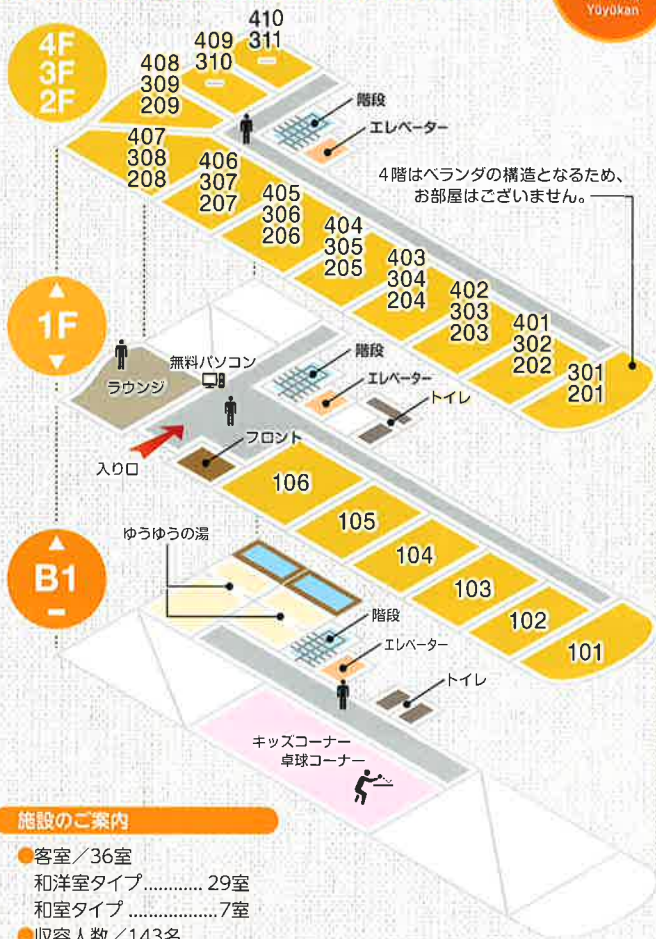 Yūyūkan
4F
3F
2F
410
311
—
409
310
—
408
309
209
407
308
208
406
307
207
405
306
206
404
305
205
403
304
204
402
303
203
401
302
202
301
201
階段
エレベーター
4階はベランダの構造となるため、
お部屋はございません。
1F
ラウンジ
無料パソコン
階段
エレベーター
トイレ
入り口
フロント
106
105
104
103
102
101
B1
ゆうゆうの湯
階段
エレベーター
トイレ
キッズコーナー
卓球コーナー
施設のご案内
●客室／36室
和洋室タイプ............ 29室
和室タイプ ..................7室
●収容人数／143名